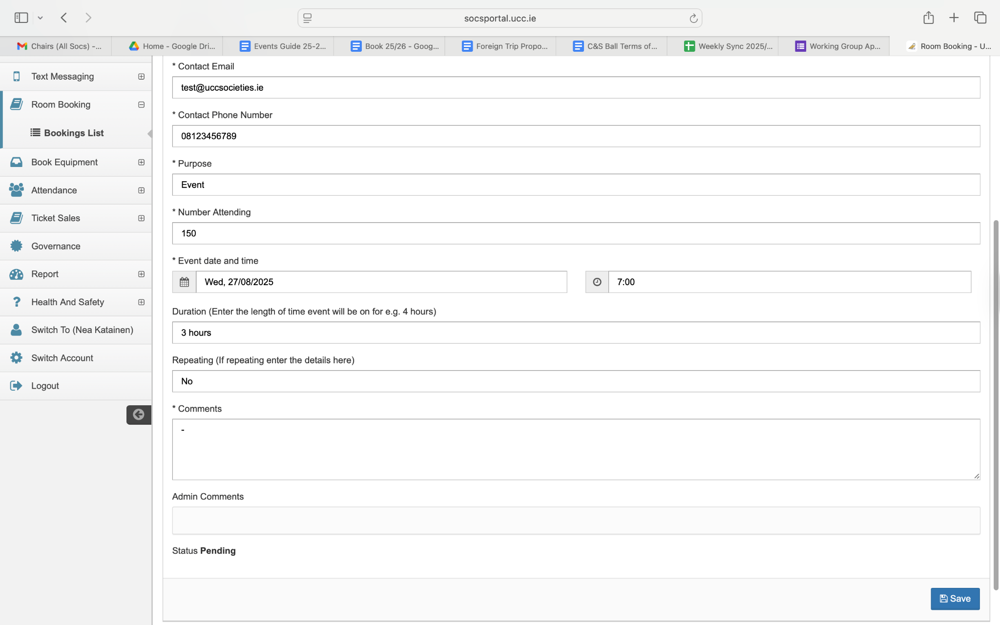 socsportal.ucc.ie
Chairs (All Socs) -...
Home - Google Dri...
Events Guide 25-2...
Book 25/26 - Goog...
Foreign Trip Propo...
C&S Ball Terms of...
Weekly Sync 2025/...
Working Group Ap...
Room Booking - U...
Text Messaging
Room Booking
Bookings List
Book Equipment
Attendance
Ticket Sales
Governance
Report
Health And Safety
Switch To (Nea Katainen)
Switch Account
Logout
* Contact Email
test@uccsocieties.ie
* Contact Phone Number
08123456789
* Purpose
Event
* Number Attending
150
* Event date and time
Wed, 27/08/2025
7:00
Duration (Enter the length of time event will be on for e.g. 4 hours)
3 hours
Repeating (If repeating enter the details here)
No
* Comments
-
Admin Comments
Status Pending
Save